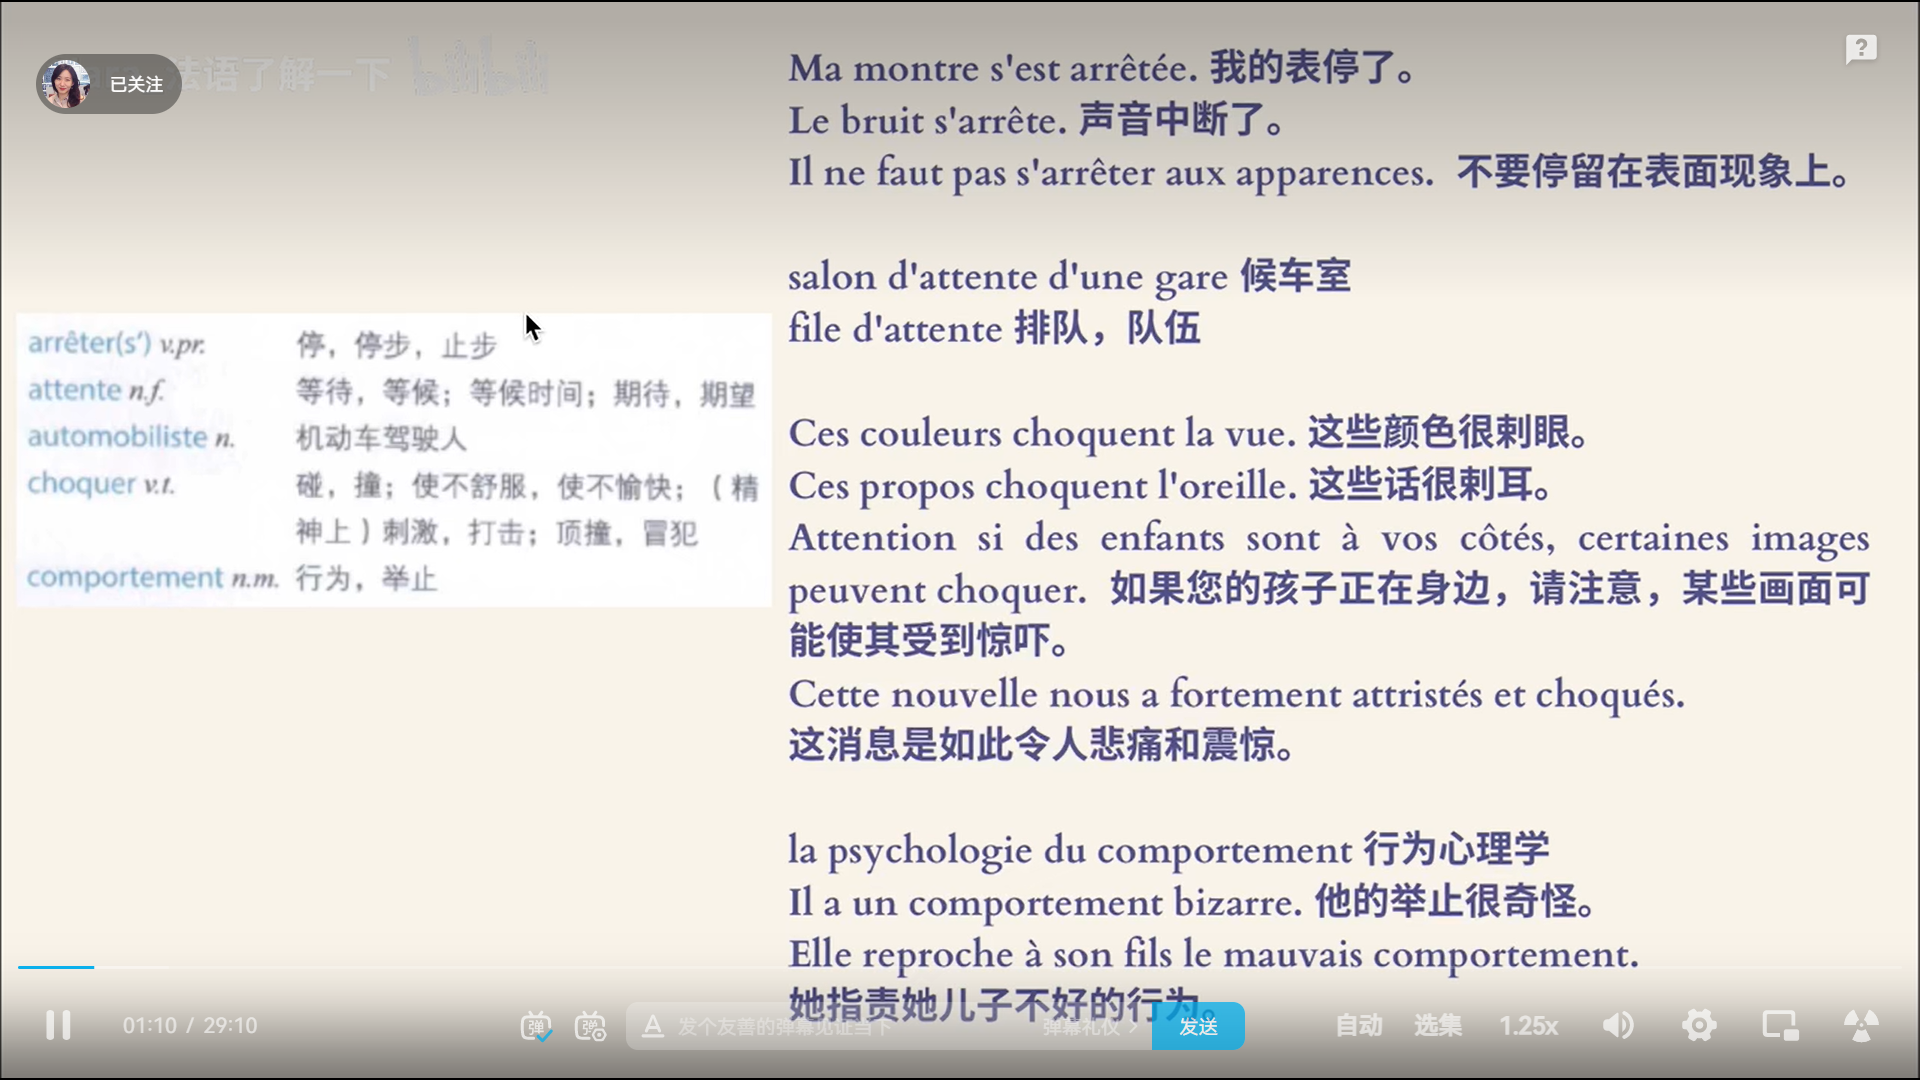 法语了解一下
已关注
Ma montre s'est arrêtée. 我的表停了。
Le bruit s'arrête. 声音中断了。
Il ne faut pas s'arrêter aux apparences. 不要停留在表面现象上。
salon d'attente d'une gare 候车室
file d'attente 排队，队伍
arrêter(s') v.pr. 停，停步，止步
attente n.f. 等待，等候；等候时间；期待，期望
automobiliste n. 机动车驾驶人
choquer v.t. 碰，撞；使不舒服，使不愉快；（精
神上）刺激，打击；顶撞，冒犯
comportement n.m. 行为，举止
Ces couleurs choquent la vue. 这些颜色很刺眼。
Ces propos choquent l'oreille. 这些话很刺耳。
Attention si des enfants sont à vos côtés, certaines images
peuvent choquer. 如果您的孩子正在身边，请注意，某些画面可
能使其受到惊吓。
Cette nouvelle nous a fortement attristés et choqués.
这消息是如此令人悲痛和震惊。
la psychologie du comportement 行为心理学
Il a un comportement bizarre. 他的举止很奇怪。
Elle reproche à son fils le mauvais comportement.
她指责她儿子不好的行为。
01:10 / 29:10
弹
弹
A 发个友善的弹幕见证当下
弹幕礼仪 >
发送
自动
选集
1.25x